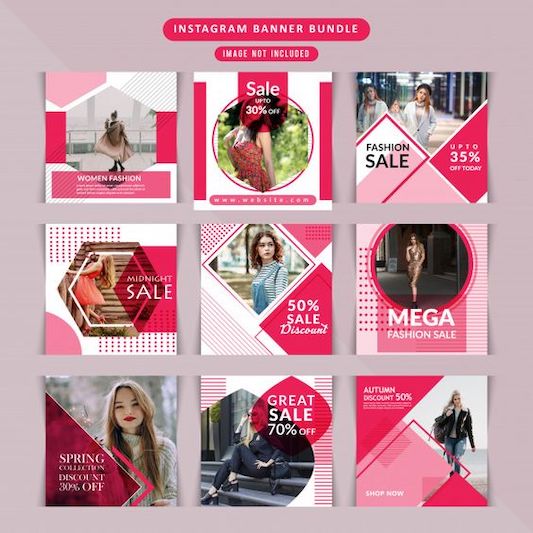 INSTAGRAM BANNER BUNDLE
IMAGE NOT INCLUDED
WOMEN FASHION
Sale
UPTO
30% OFF
www.website.com
FASHION
SALE
UPTO
35%
OFF TODAY
MIDNIGHT
SALE
50%
SALE
Discount
MEGA
FASHION SALE
SPRING
COLLECTION
DISCOUNT
30% OFF
GREAT
SALE
70% OFF
AUTUMN
DISCOUNT 50%
SHOP NOW